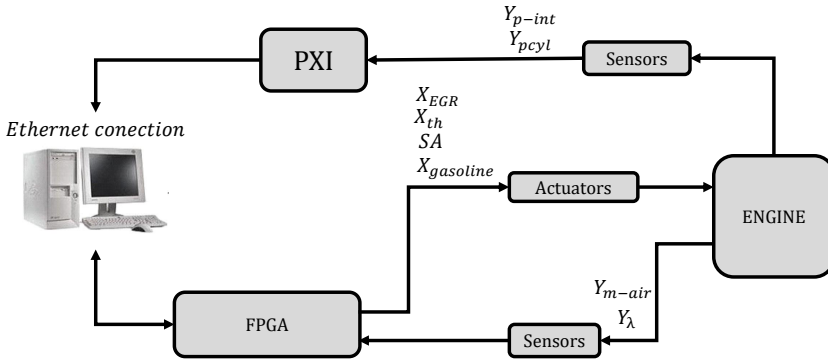 Y_{p-int}
Y_{pcyl}
PXI
Sensors
X_{EGR}
X_{th}
SA
X_{gasoline}
Ethernet conection
Actuators
ENGINE
Y_{m-air}
Y_λ
FPGA
Sensors